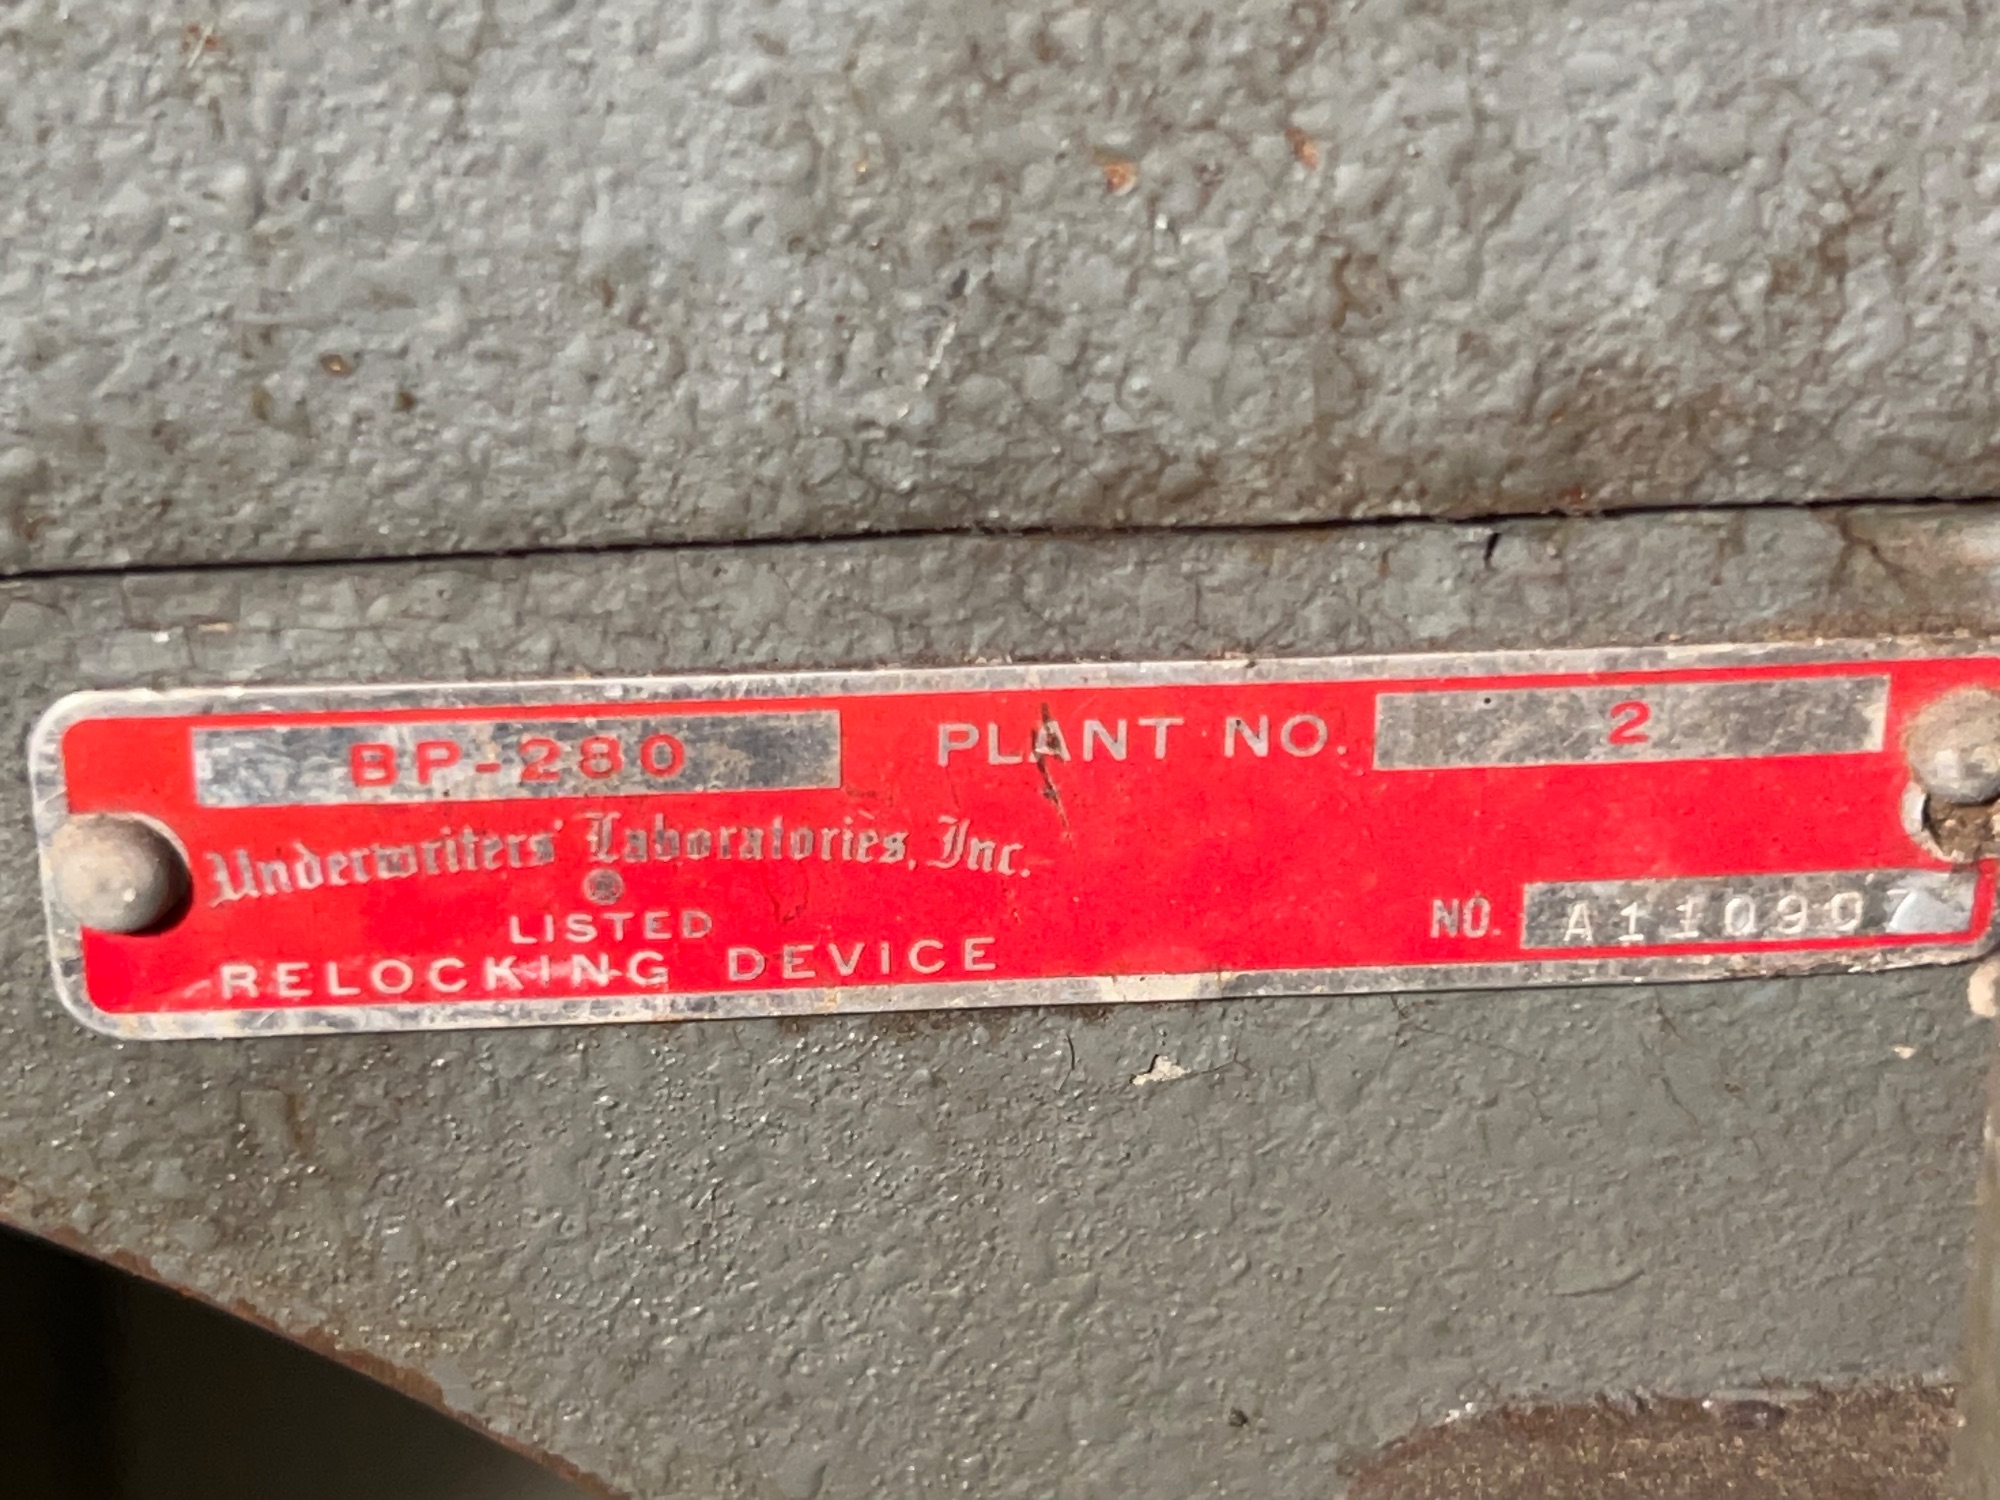 BP-280 PLANT NO. 2
Underwriters' Laboratories, Inc.
LISTED
RELOCKING DEVICE
NO. A110907